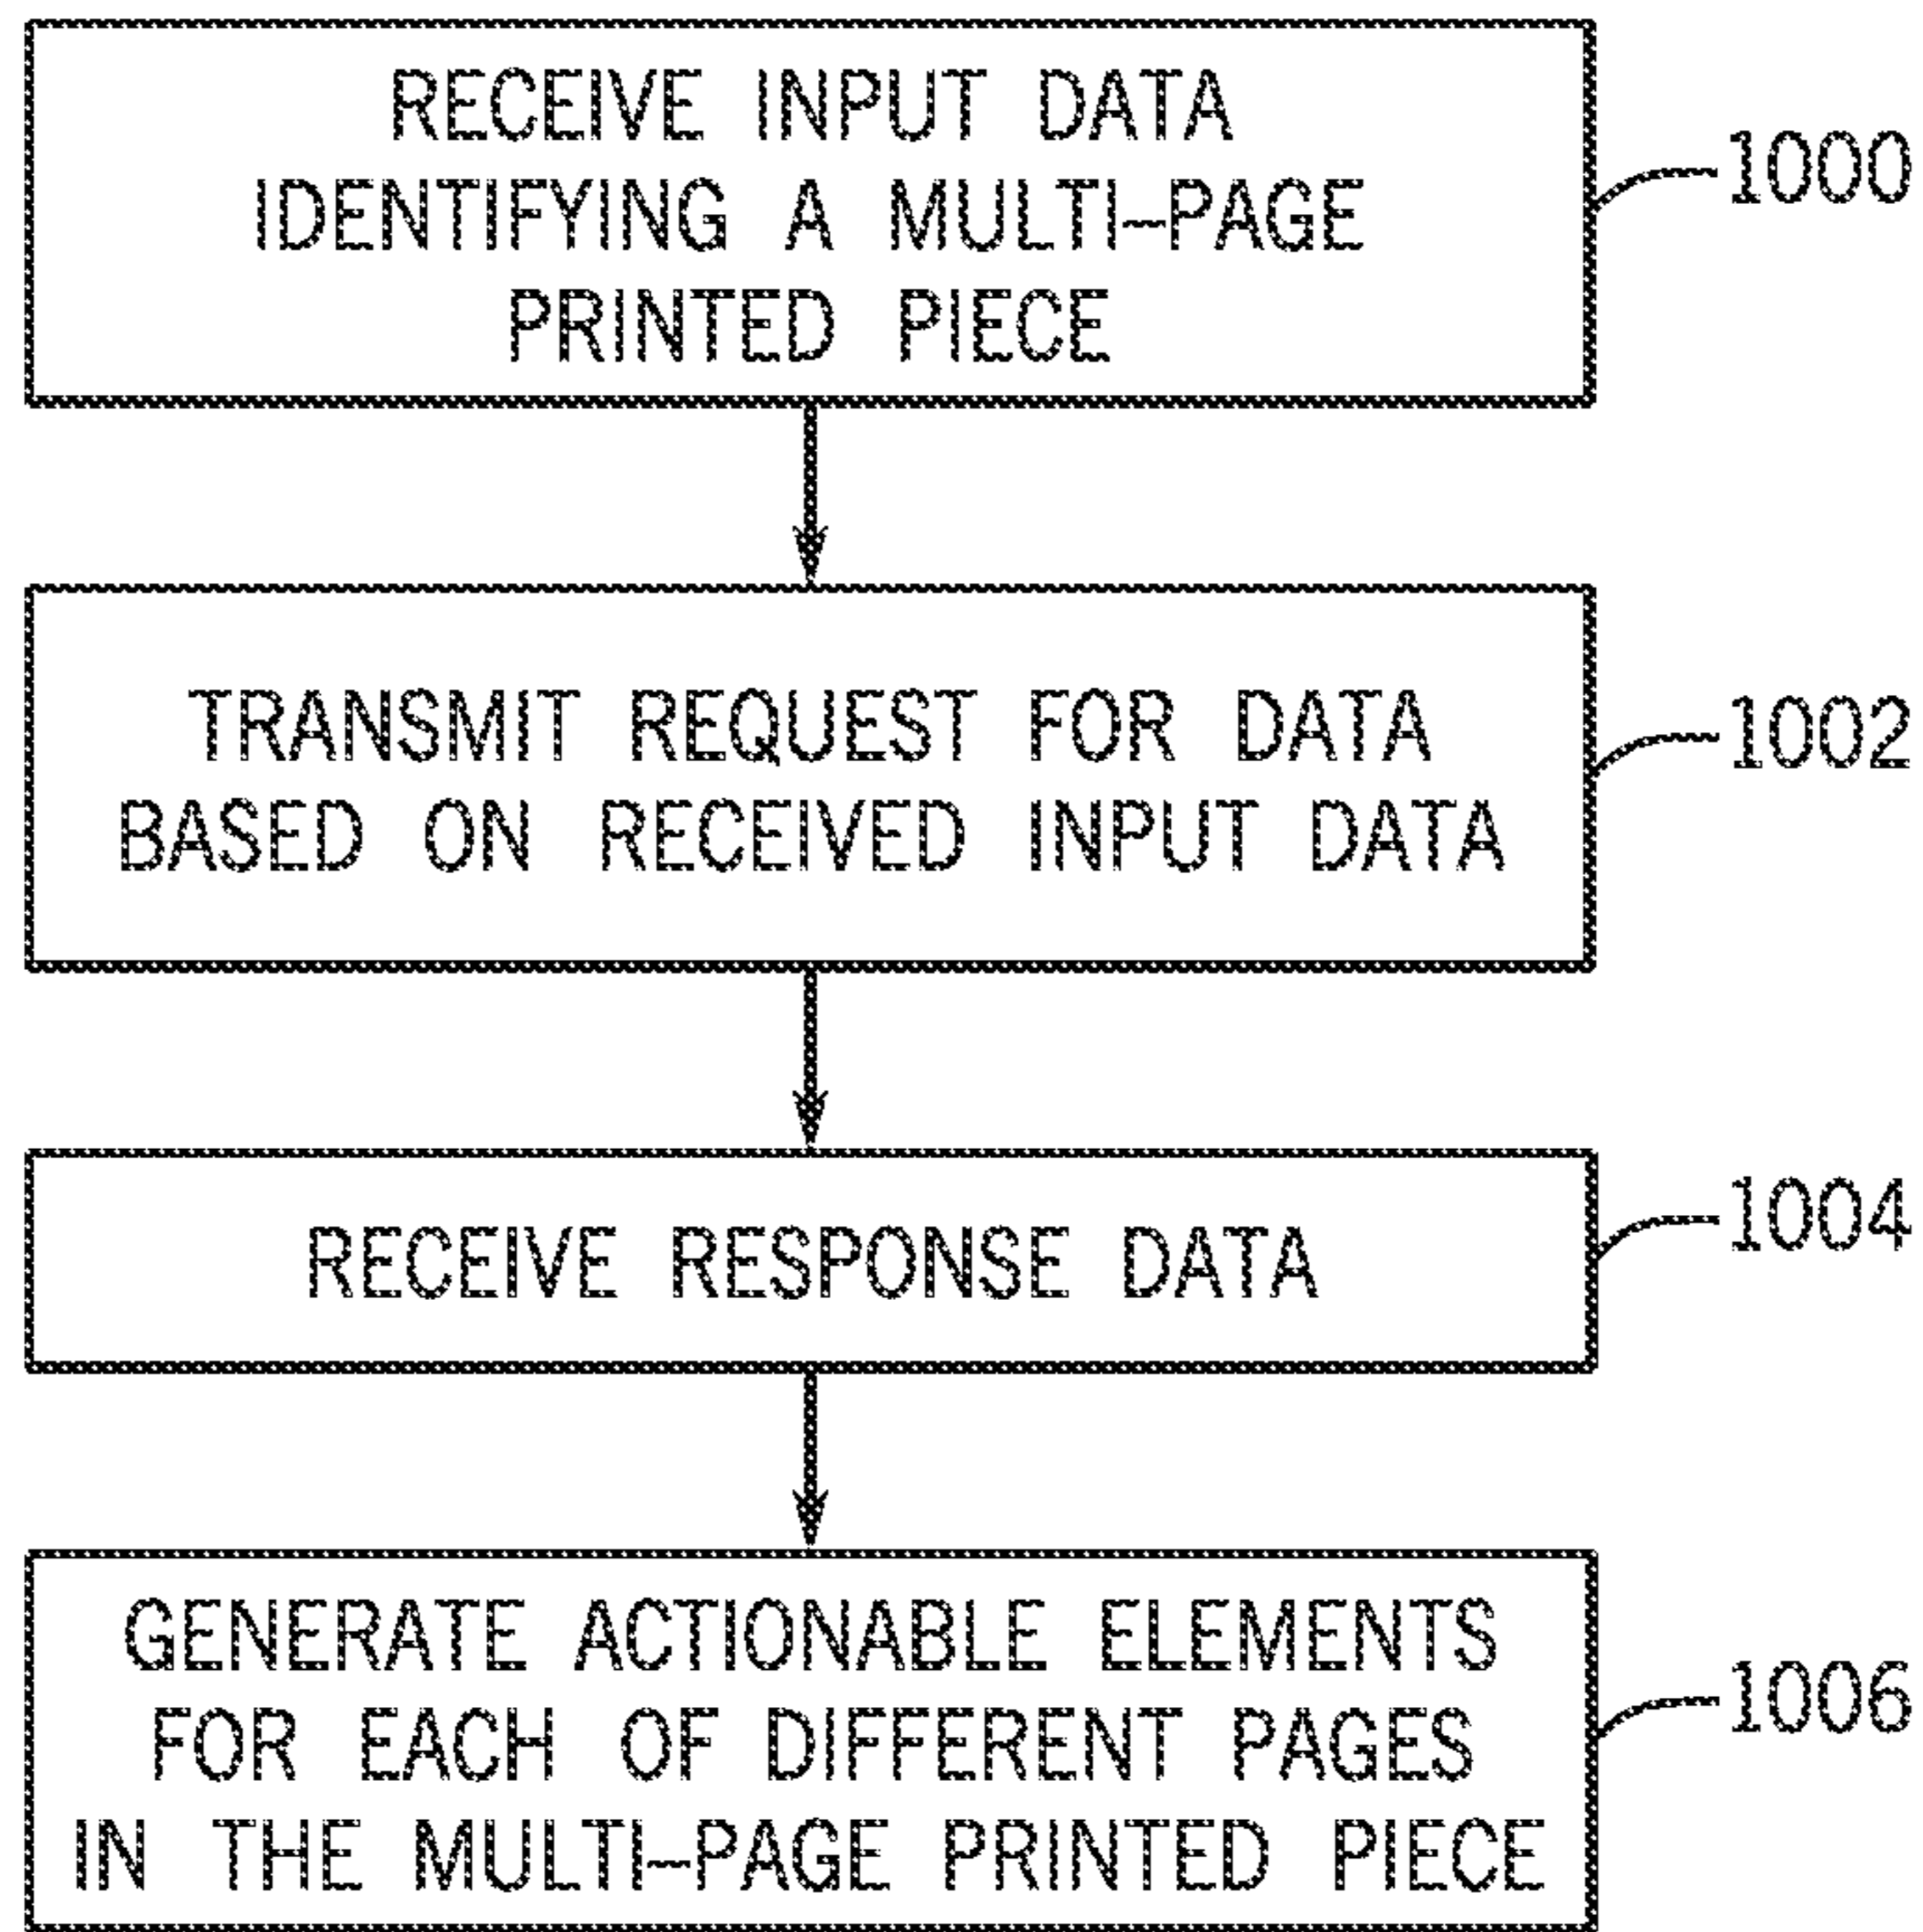 RECEIVE INPUT DATA
IDENTIFYING A MULTI-PAGE
PRINTED PIECE
1000
TRANSMIT REQUEST FOR DATA
BASED ON RECEIVED INPUT DATA
1002
RECEIVE RESPONSE DATA
1004
GENERATE ACTIONABLE ELEMENTS
FOR EACH OF DIFFERENT PAGES
IN THE MULTI-PAGE PRINTED PIECE
1006